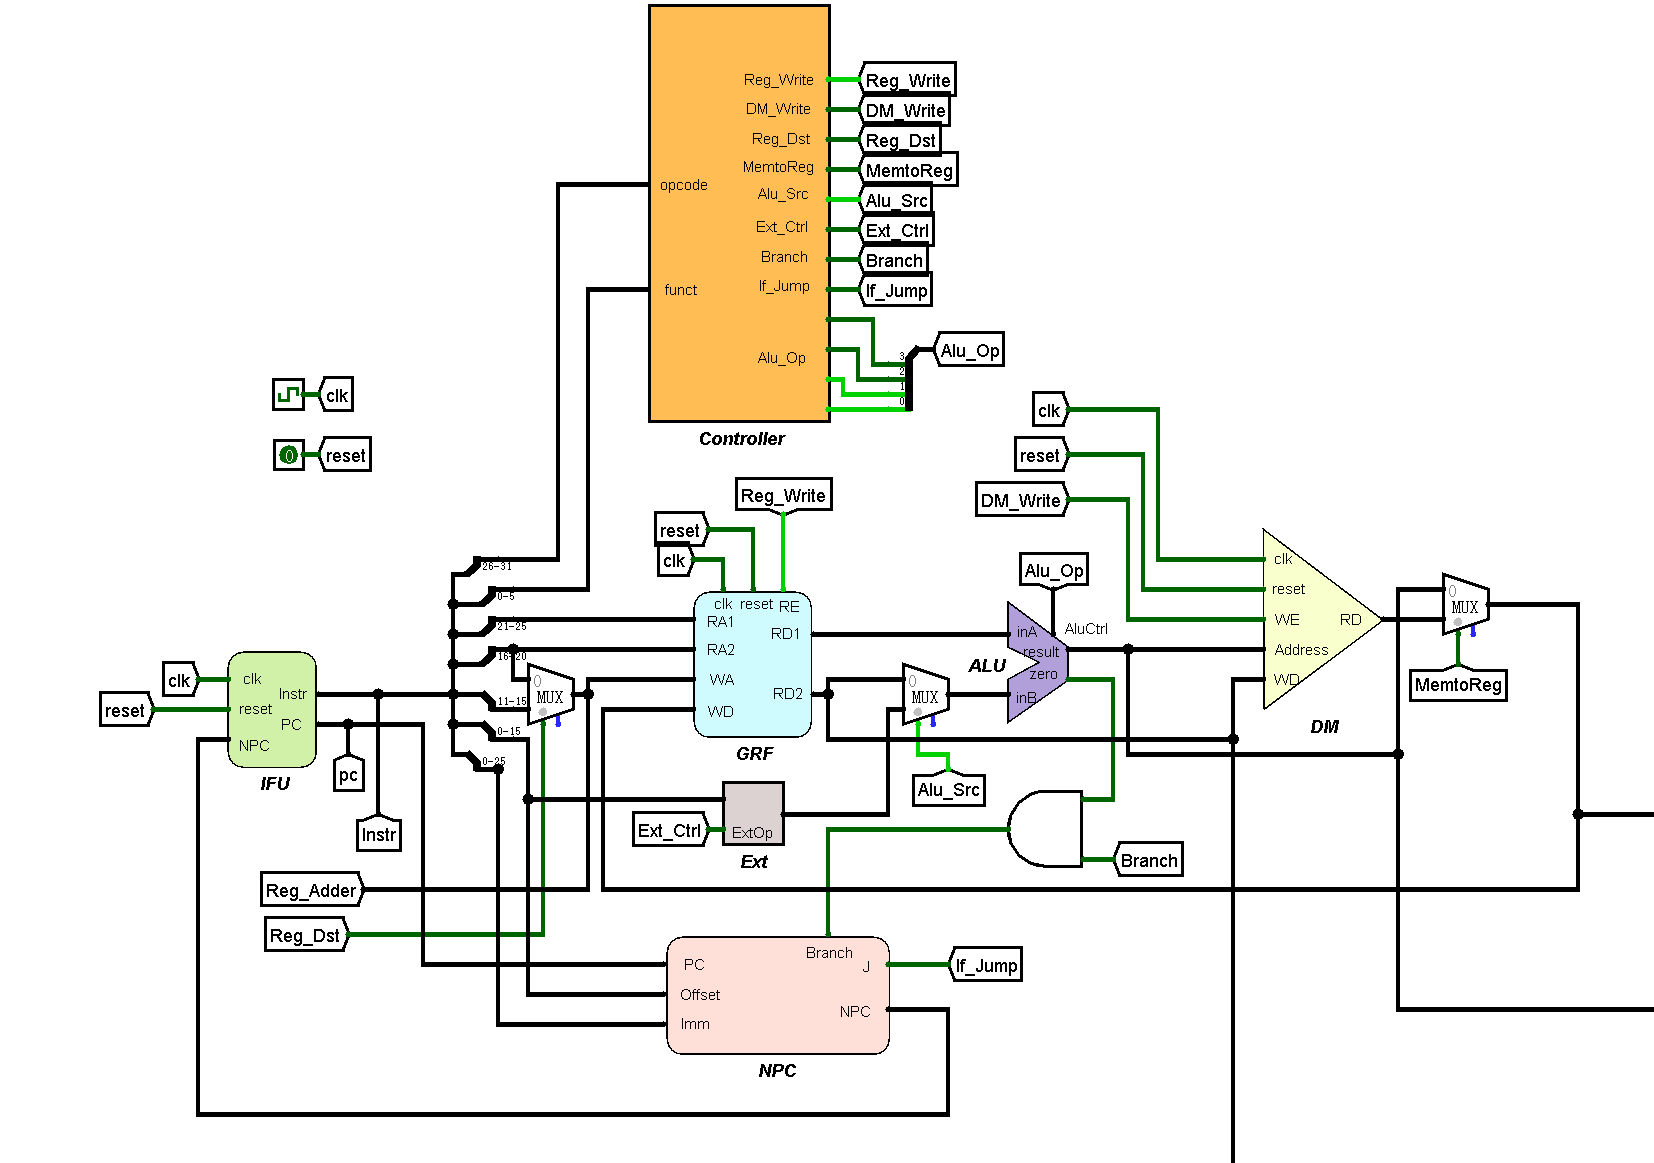 Reg_Write
Reg_Write
DM_Write
DM_Write
Reg_Dst
Reg_Dst
MemtoReg
MemtoReg
opcode
Alu_Src
Alu_Src
Ext_Ctrl
Ext_Ctrl
Branch
Branch
funct
If_Jump
If_Jump
Alu_Op
3
2
1
0
Alu_Op
Controller
clk
0
reset
clk
reset
DM_Write
Reg_Write
reset
clk
Alu_Op
26-31
0-5
21-25
16-20
11-15
0-15
0-25
clk reset RE
RA1
RA2
WA
WD
RD1
RD2
GRF
0
MUX
0
MUX
Alu_Src
inA
AluCtrl
result
zero
inB
ALU
clk
reset
WE
Address
WD
RD
DM
0
MUX
MemtoReg
clk
reset
clk
reset
NPC
Instr
PC
IFU
pc
Instr
Ext_Ctrl
ExtOp
Ext
Branch
Reg_Adder
Reg_Dst
PC
Offset
Imm
Branch
J
NPC
If_Jump
NPC